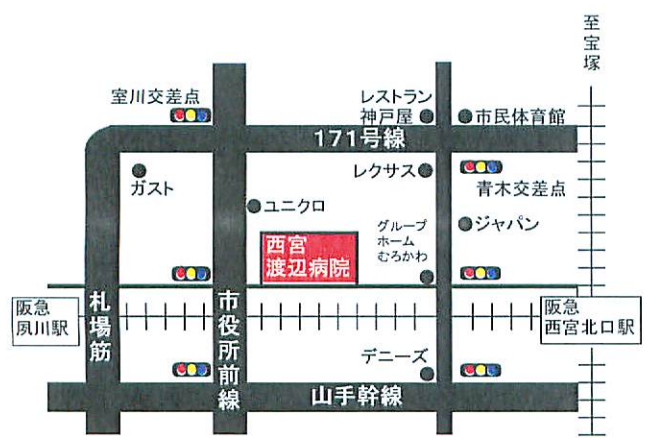 至宝塚
室川交差点
レストラン
神戸屋
市民体育館
171号線
ガスト
レクサス
青木交差点
ユニクロ
グループ
ホーム
むろかわ
ジャパン
西宮
渡辺病院
阪急
夙川駅
札場筋
市役所前線
阪急
西宮北口駅
デニーズ
山手幹線